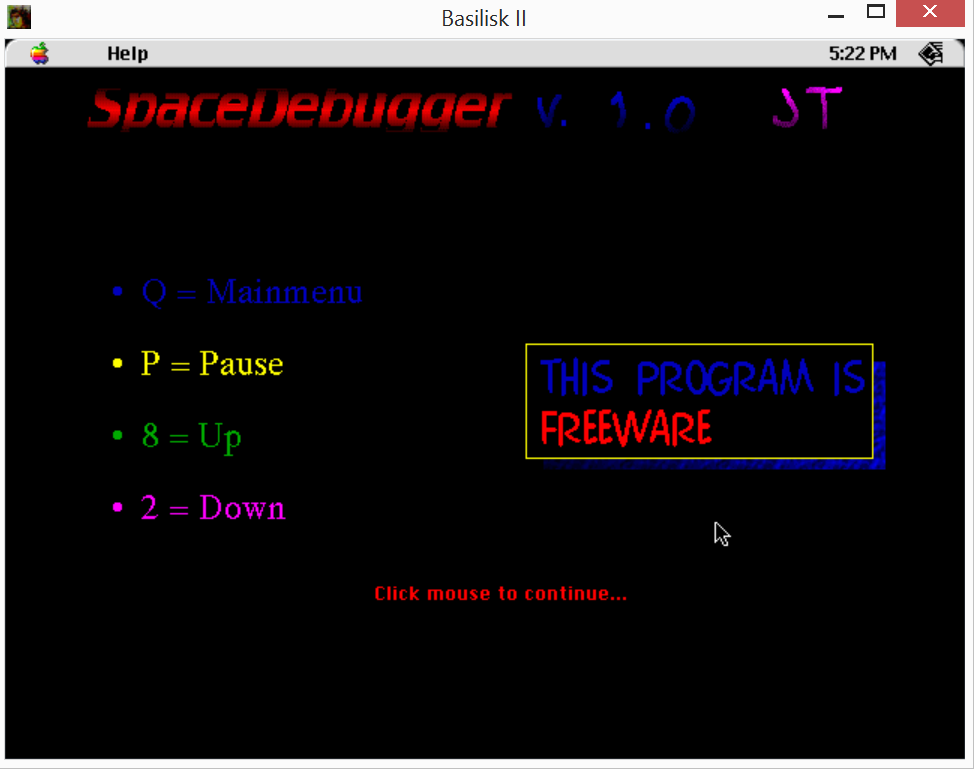 Basilisk II
Help 5:22 PM
SpaceDebugger v. 1.0 JT
• Q = Mainmenu
• P = Pause
• 8 = Up
• 2 = Down
THIS PROGRAM IS
FREEWARE
Click mouse to continue...